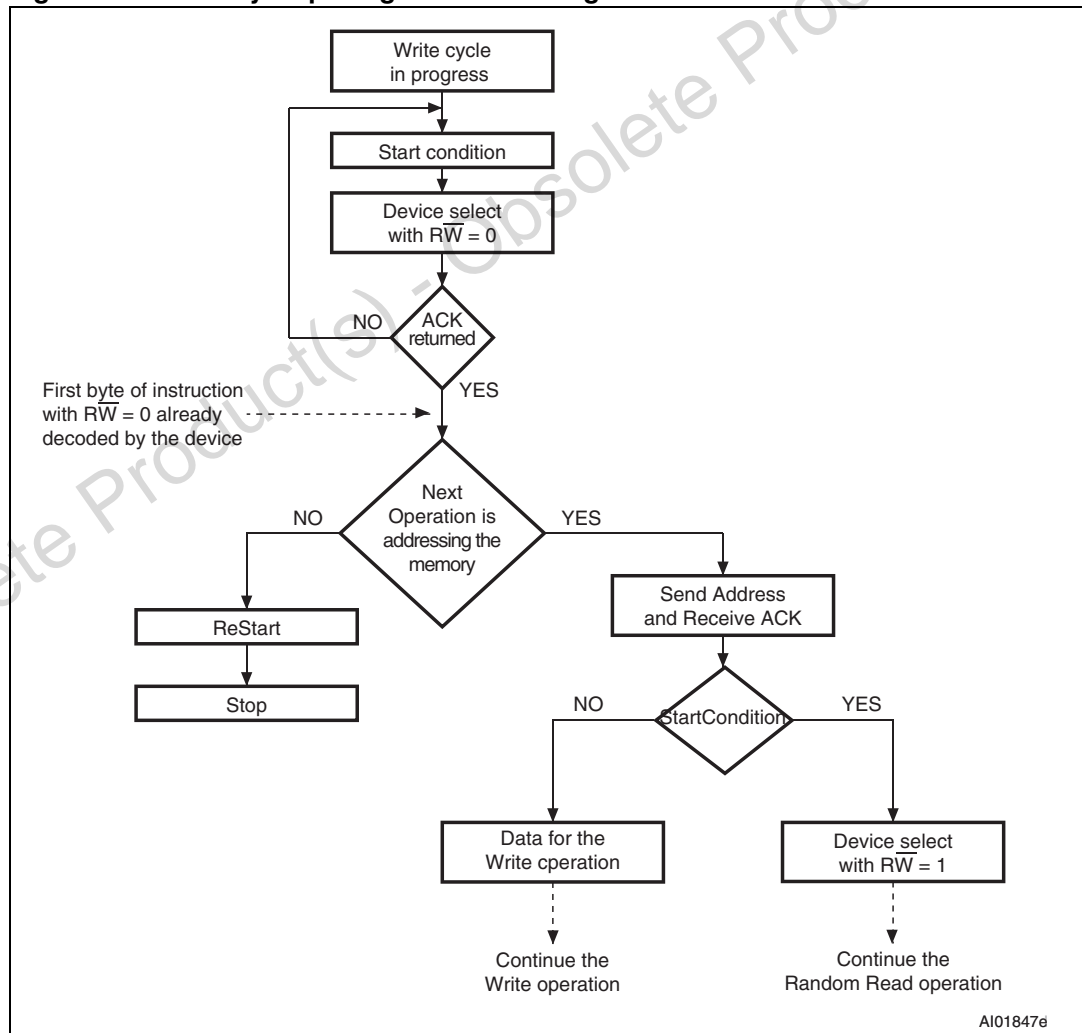 Write cycle
in progress
Start condition
Device select
with RW̅ = 0
NO
ACK
returned
YES
First byte of instruction
with RW̅ = 0 already
decoded by the device
Next
Operation is
addressing the
memory
NO
YES
ReStart
Stop
Send Address
and Receive ACK
StartCondition
NO
YES
Data for the
Write cperation
Device select
with RW̅ = 1
Continue the
Write operation
Continue the
Random Read operation
AI01847e
Product(s) - Obsolete